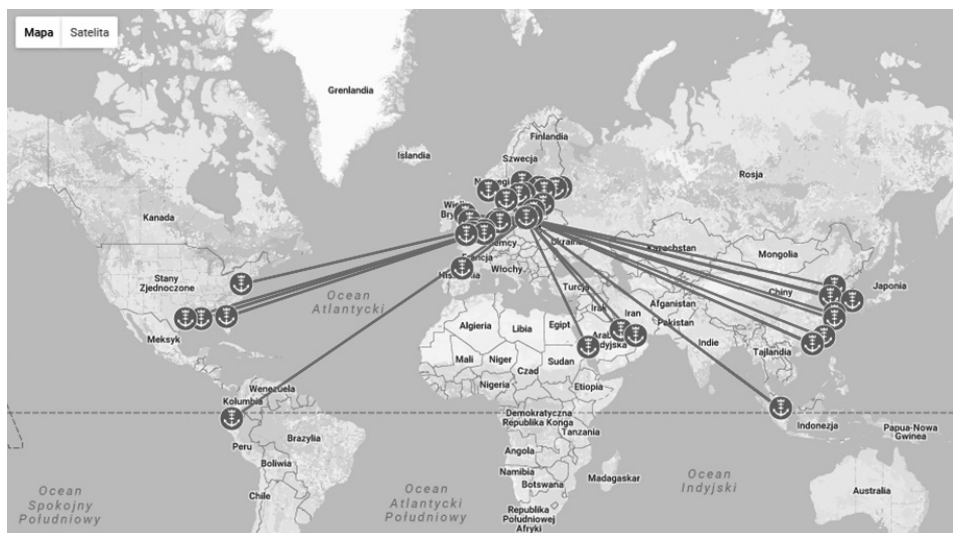 Mapa Satelita
Grenlandia
Finlandia
Islandia
Szwecja
Rosja
Kanada
Kazachstan
Mongolia
Stany
Zjednoczone
Ocean
Atlantycki
Włochy
Turcja
Chiny
Japonia
Afganistan
Irak
Iran
Pakistan
Algieria
Libia
Egipt
Meksyk
Indie
Mali
Niger
Sudan
Tajlandia
Czad
Nigeria
Etiopia
Wenezuela
Kolumbia
Demokratyczna
Republika Konga
Indonezja
Papua-Nowa
Gwinea
Tanzania
Peru
Brazylia
Angola
Boliwia
Namibia
Botswana
Madagaskar
Ocean
Indyjski
Chile
Ocean
Spokojny
Południowy
Ocean
Atlantycki
Południowy
Australia
Republika
Południowej
Afryki